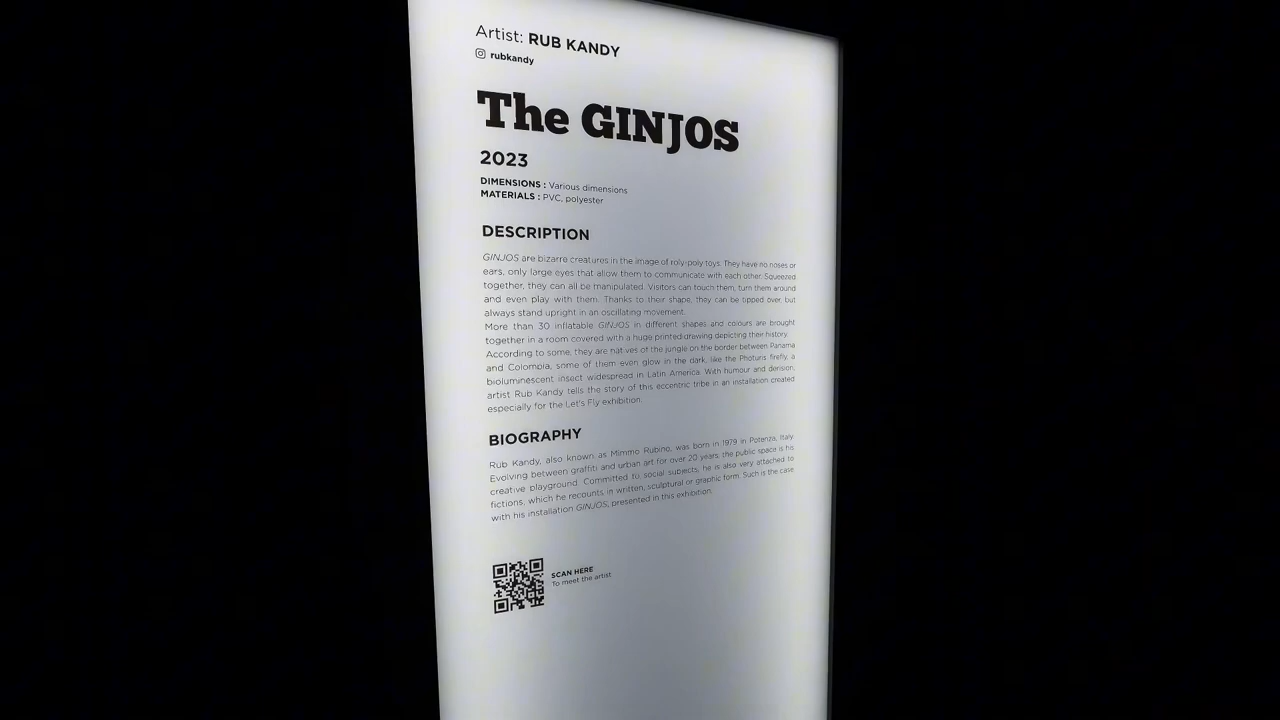 Artist: RUB KANDY
rubkandy
The GINJOS
2023
DIMENSIONS : Various dimensions
MATERIALS : PVC, polyester
DESCRIPTION
GINJOS are bizarre creatures in the image of roly-poly toys. They have no noses or
ears, only large eyes that allow them to communicate with each other. Squeezed
together, they can all be manipulated. Visitors can touch them, turn them around
and even play with them. Thanks to their shape, they can be tipped over, but
always stand upright in an oscillating movement.
More than 30 inflatable GINJOS in different shapes and colours are brought
together in a room covered with a huge printed drawing depicting their history.
According to some, they are natives of the jungle on the border between Panama
and Colombia, some of them even glow in the dark, like the Photuris firefly, a
bioluminescent insect widespread in Latin America. With humour and derision,
artist Rub Kandy tells the story of this eccentric tribe in an installation created
especially for the Let's Fly exhibition.
BIOGRAPHY
Rub Kandy, also known as Mimmo Rubino, was born in 1979 in Potenza, Italy
Evolving between graffiti and urban art for over 20 years, the public space is his
creative playground. Committed to social subjects, he is also very attached to
fictions, which he recounts in written, sculptural or graphic form. Such is the case
with his installation GINJOS, presented in this exhibition.
SCAN HERE
To meet the artist